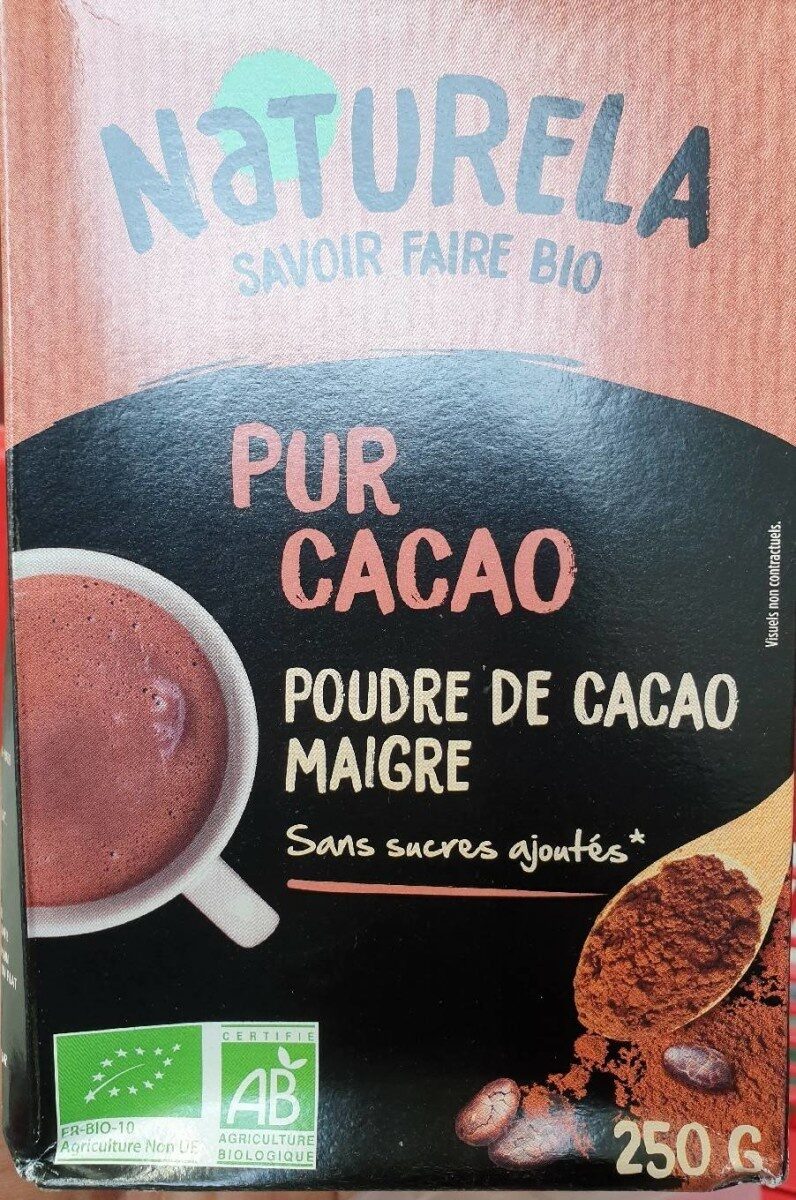 NaTURELA
SAVOIR FAIRE BIO
PUR
CACAO
Visuels non contractuels.
POUDRE DE CACAO
MAIGRE
Sans sucres ajoutés*
CERTIFIÉ
AB
FR-BIO-10
Agriculture Non UE
AGRICULTURE
BIOLOGIQUE
250 G